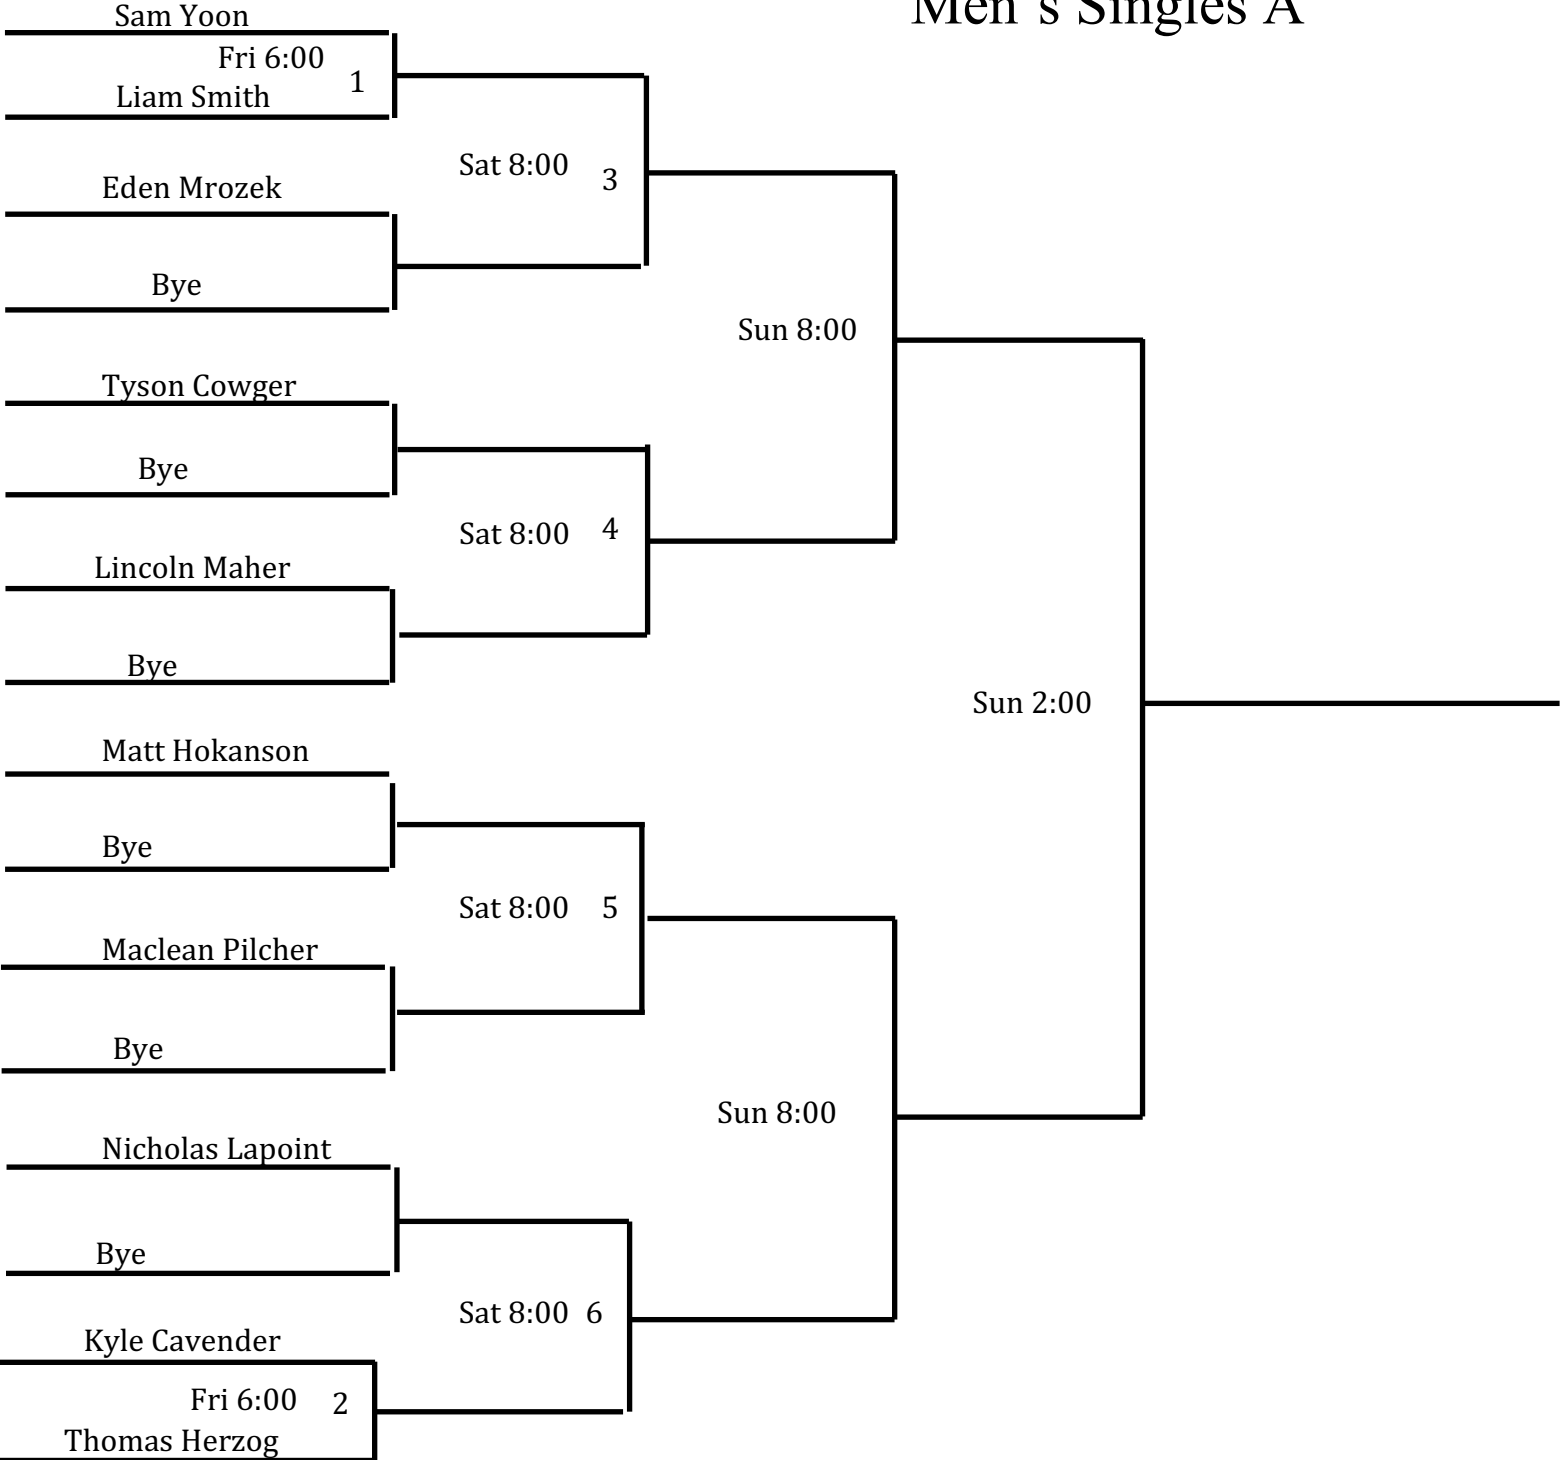 Men's Singles A
Sam Yoon
Fri 6:00
1
Liam Smith
Sat 8:00
3
Eden Mrozek
Bye
Sun 8:00
Tyson Cowger
Bye
Sat 8:00
4
Lincoln Maher
Bye
Sun 2:00
Matt Hokanson
Bye
Sat 8:00
5
Maclean Pilcher
Bye
Sun 8:00
Nicholas Lapoint
Bye
Sat 8:00
6
Kyle Cavender
Fri 6:00
2
Thomas Herzog